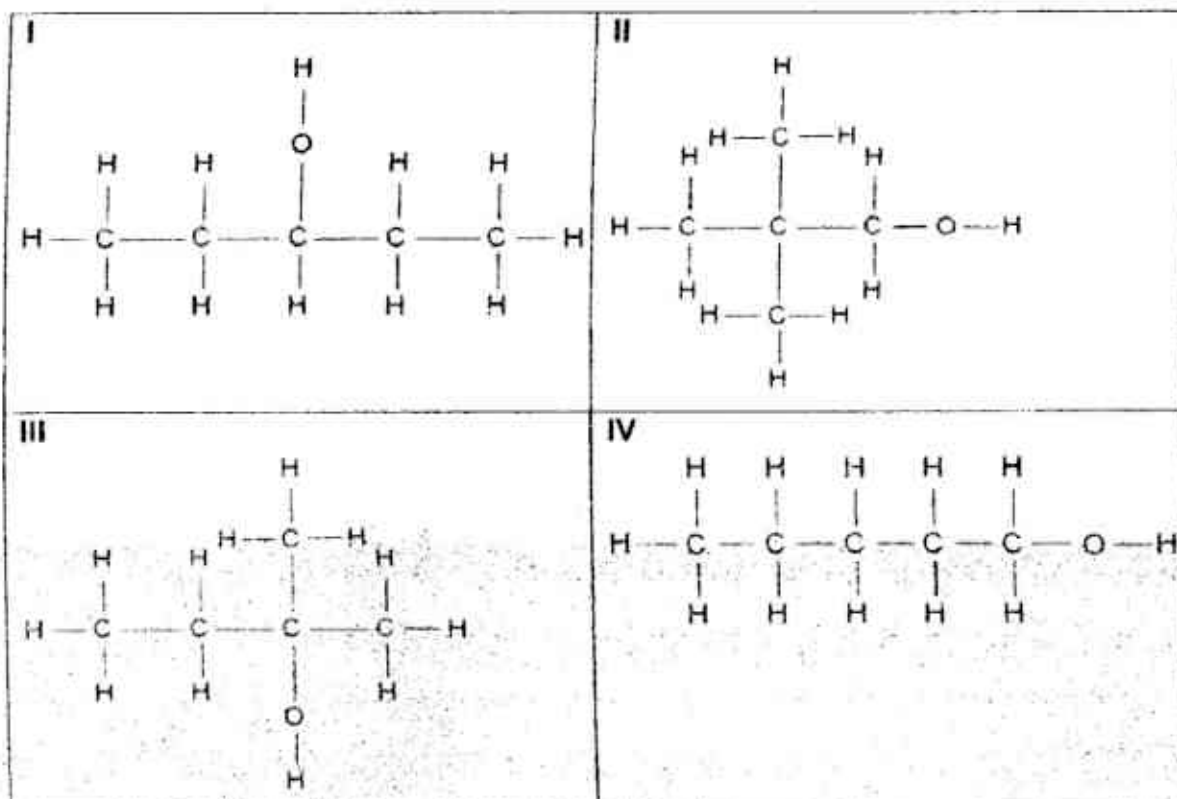 I
H
O
H H H H
H — C — C — C — C — C — H
H H H H H
II
H
H — C — H
H H
H — C — C — C — O — H
H H
H — C — H
H
III
H
H — C — H
H H H
H — C — C — C — C — H
H H H
O
H
IV
H H H H H
H — C — C — C — C — C — O — H
H H H H H